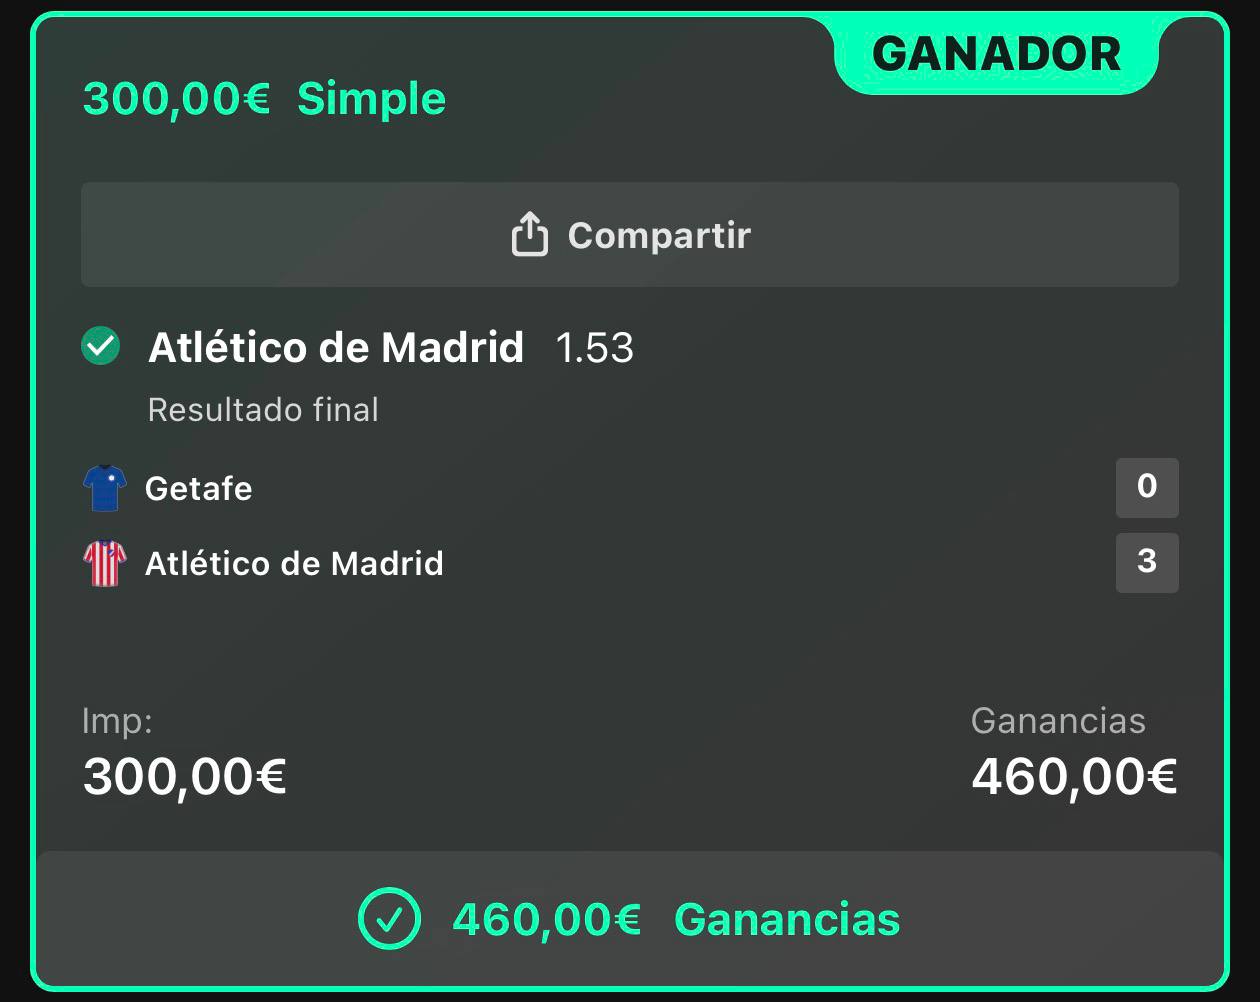 GANADOR
300,00€ Simple
Compartir
Atlético de Madrid 1.53
Resultado final
Getafe 0
Atlético de Madrid 3
Imp: Ganancias
300,00€ 460,00€
460,00€ Ganancias